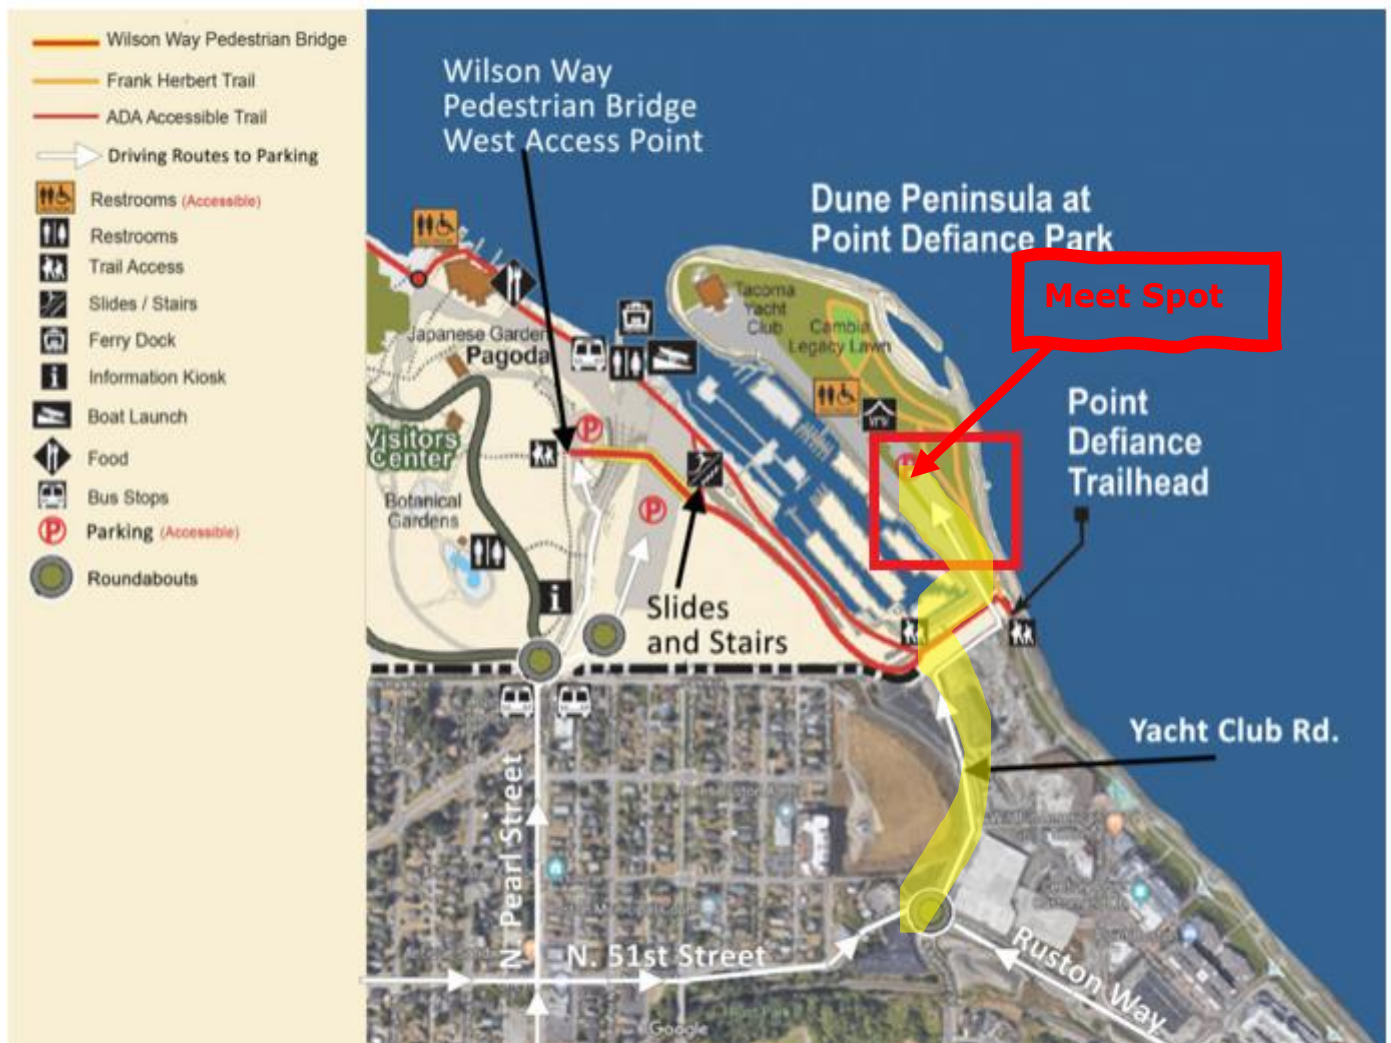 Wilson Way Pedestrian Bridge
Frank Herbert Trail
ADA Accessible Trail
Driving Routes to Parking
Restrooms (Accessible)
Restrooms
Trail Access
Slides / Stairs
Ferry Dock
Information Kiosk
Boat Launch
Food
Bus Stops
Parking (Accessible)
Roundabouts
Wilson Way
Pedestrian Bridge
West Access Point
Dune Peninsula at
Point Defiance Park
Meet Spot
Tacoma
Yacht
Club
Cambia
Legacy Lawn
Japanese Garden
Pagoda
Point
Defiance
Trailhead
Visitors
Center
Botanical
Gardens
Slides
and Stairs
Yacht Club Rd.
N. Pearl Street
N. 51st Street
Ruston Way
Google